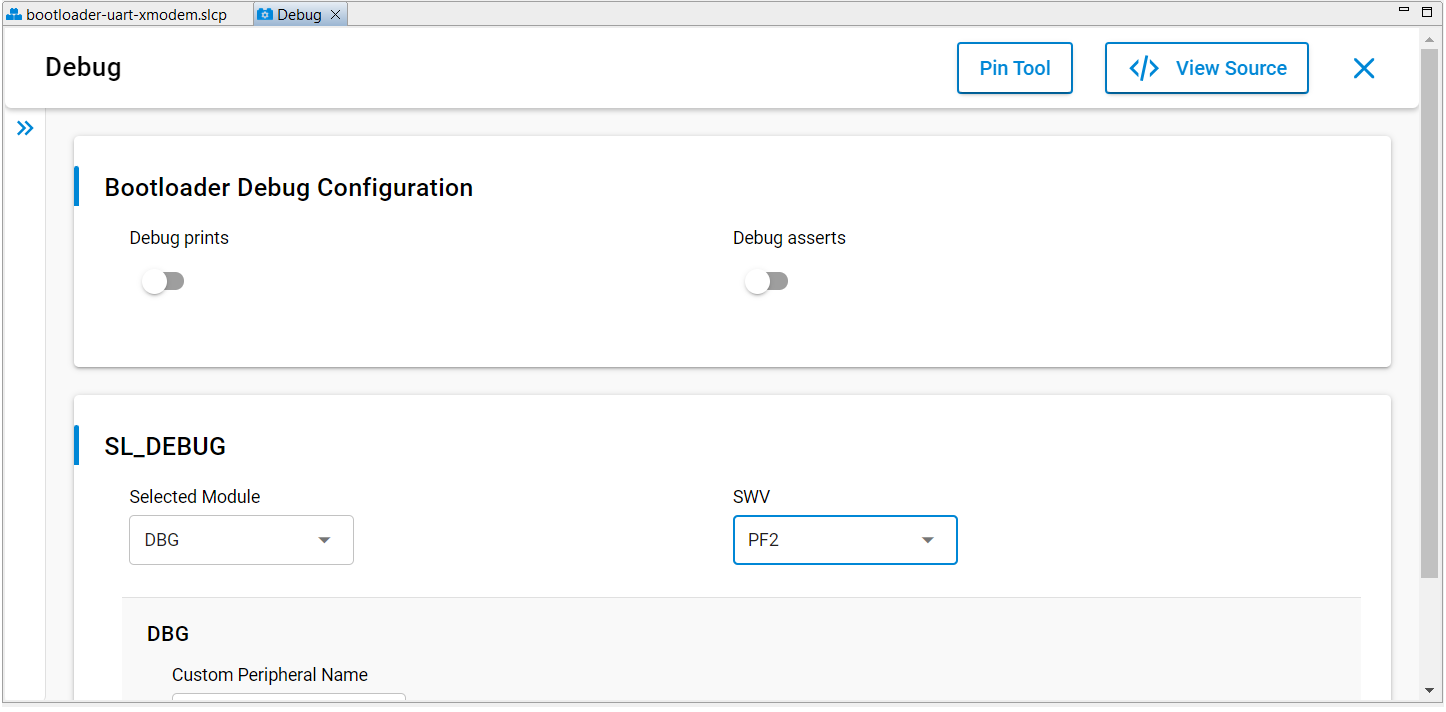 bootloader-uart-xmodem.slcp Debug
Debug Pin Tool </> View Source
Bootloader Debug Configuration
Debug prints Debug asserts
SL_DEBUG
Selected Module SWV
DBG PF2
DBG
Custom Peripheral Name